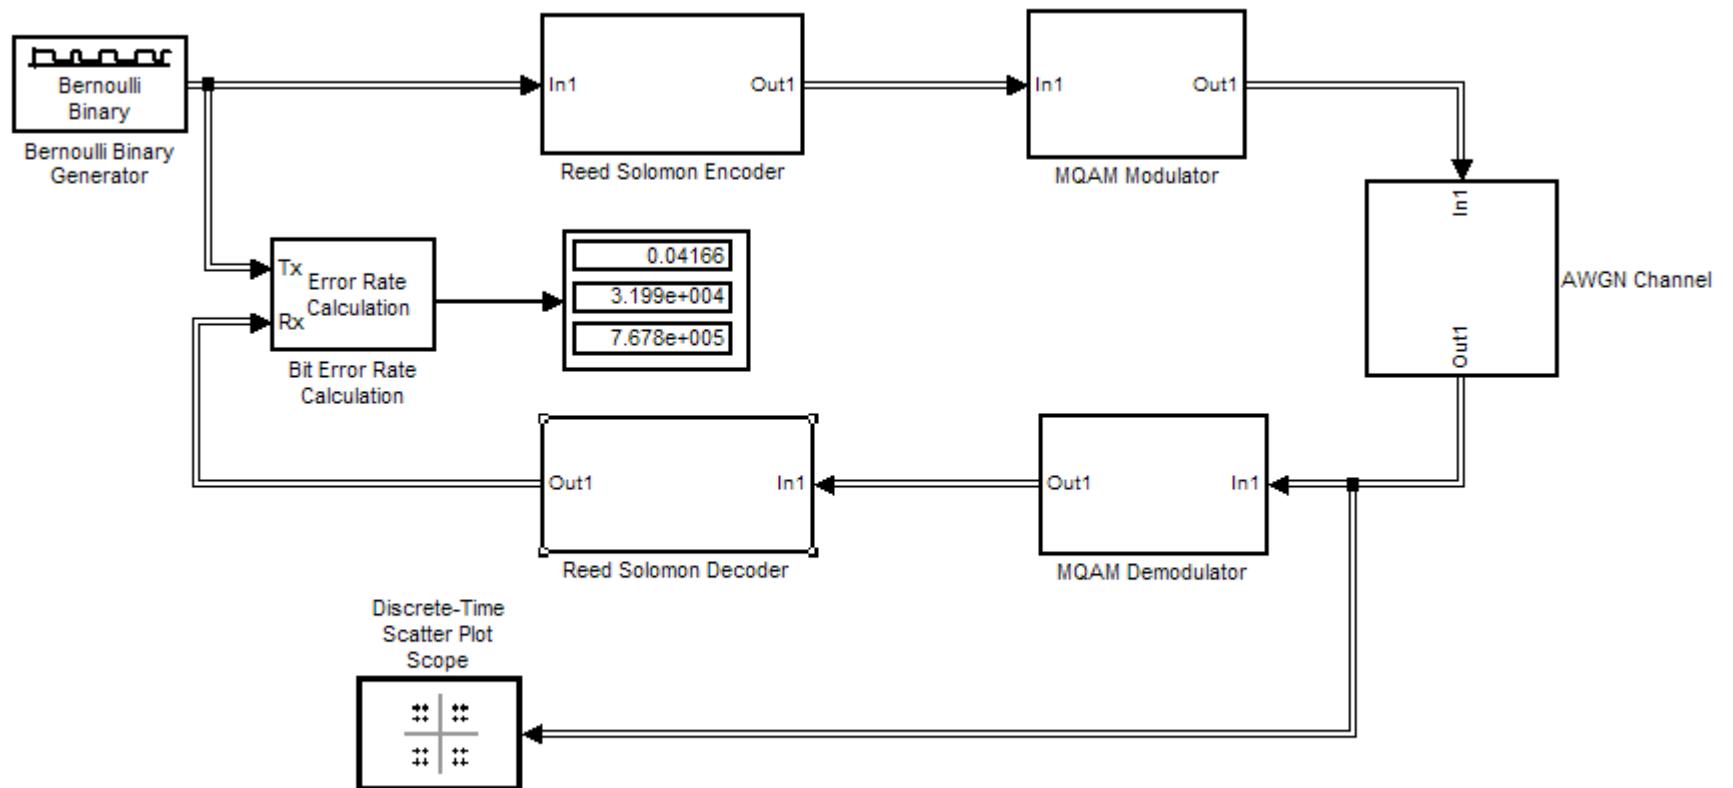 Bernoulli
Binary
Bernoulli Binary
Generator
In1
Out1
Reed Solomon Encoder
In1
Out1
MQAM Modulator
In1
Out1
AWGN Channel
Tx
Rx
Error Rate
Calculation
Bit Error Rate
Calculation
0.04166
3.199e+004
7.678e+005
Out1
In1
Reed Solomon Decoder
Out1
In1
MQAM Demodulator
Discrete-Time
Scatter Plot
Scope